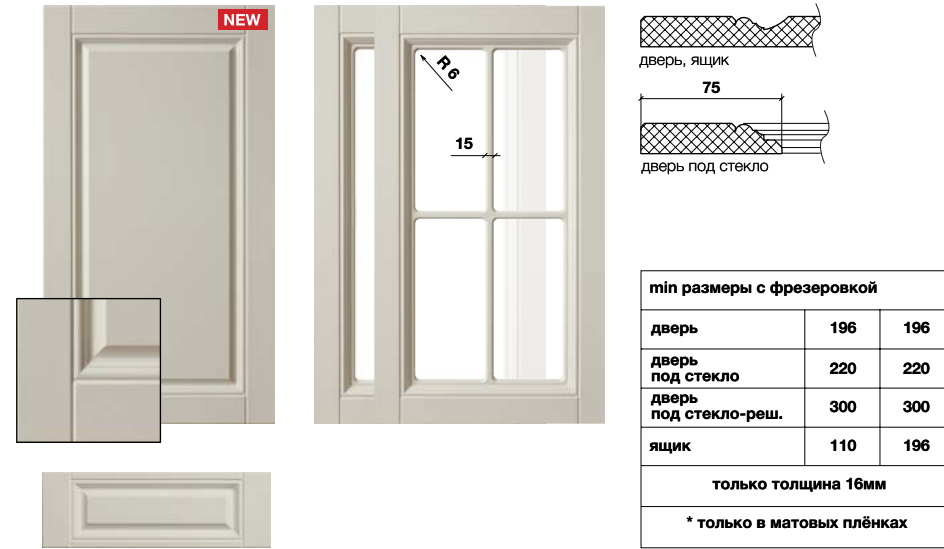 NEW
R 6
15
дверь, ящик
75
дверь под стекло
min размеры с фрезеровкой
дверь 196 196
дверь
под стекло 220 220
дверь
под стекло-реш. 300 300
ящик 110 196
только толщина 16мм
* только в матовых плёнках